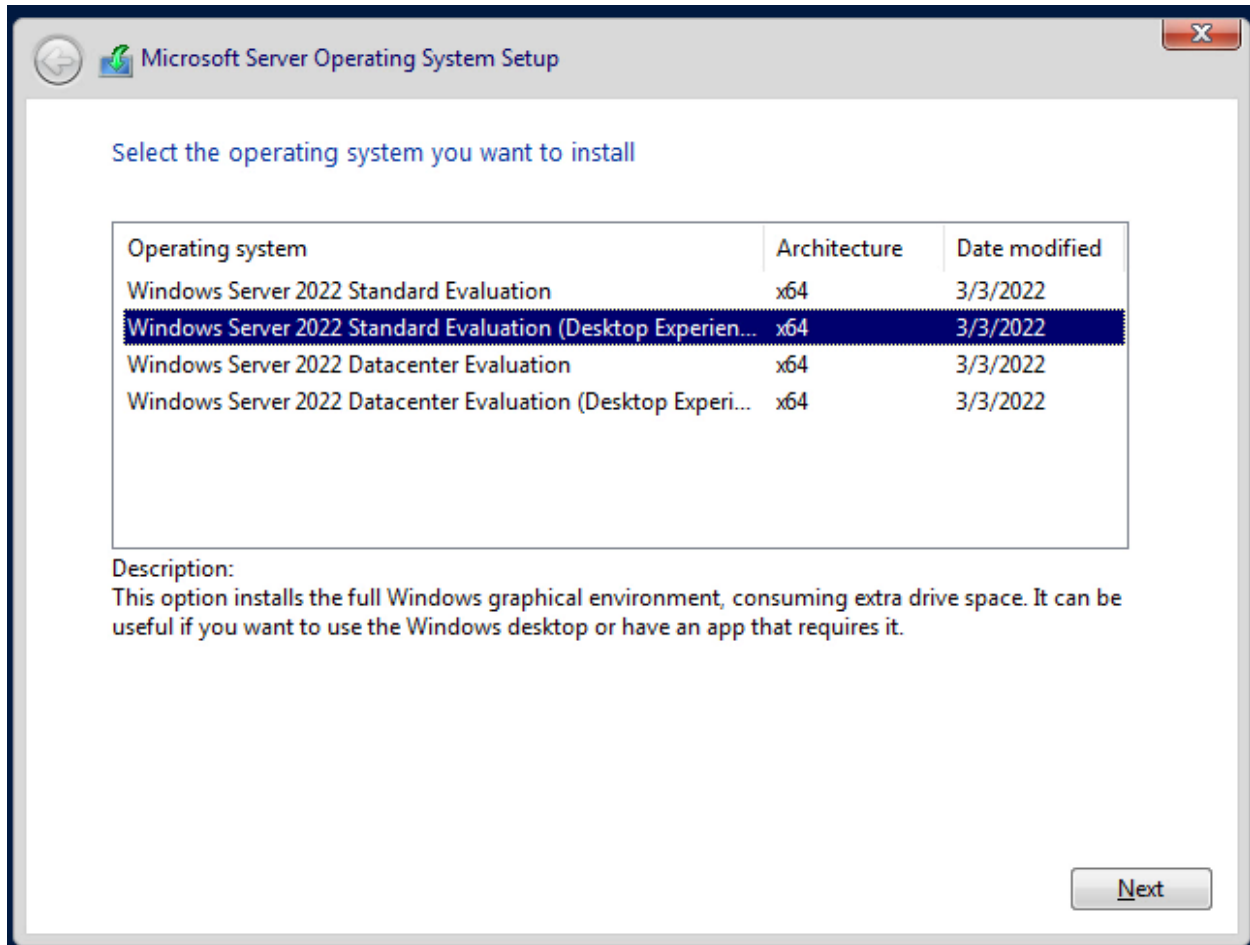 Microsoft Server Operating System Setup
Select the operating system you want to install
Operating system Architecture Date modified
Windows Server 2022 Standard Evaluation x64 3/3/2022
Windows Server 2022 Standard Evaluation (Desktop Experien... x64 3/3/2022
Windows Server 2022 Datacenter Evaluation x64 3/3/2022
Windows Server 2022 Datacenter Evaluation (Desktop Experi... x64 3/3/2022
Description:
This option installs the full Windows graphical environment, consuming extra drive space. It can be
useful if you want to use the Windows desktop or have an app that requires it.
Next